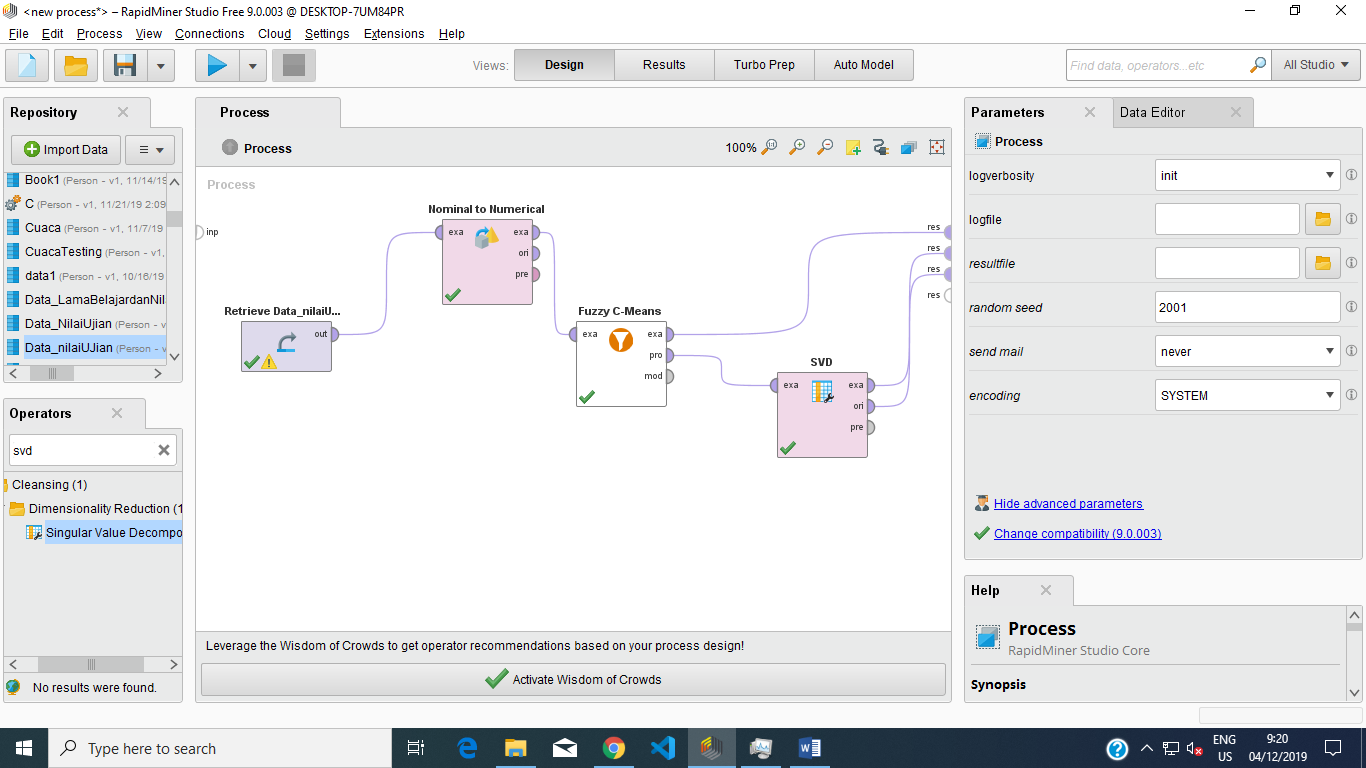 <new process*> – RapidMiner Studio Free 9.0.003 @ DESKTOP-7UM84PR
File Edit Process View Connections Cloud Settings Extensions Help
Views: Design Results Turbo Prep Auto Model
Find data, operators...etc
All Studio
Repository
Import Data
Book1 (Person - v1, 11/14/19
C (Person - v1, 11/21/19 2:09
Cuaca (Person - v1, 11/7/19
CuacaTesting (Person - v1,
data1 (Person - v1, 10/16/19
Data_LamaBelajardanNil
Data_NilaiUjian (Person - v
Data_nilaiUJian (Person - v
Operators
svd
Cleansing (1)
Dimensionality Reduction (1
Singular Value Decompo
No results were found.
Process
Process
100%
Process
inp
Nominal to Numerical
exa exa
ori
pre
Retrieve Data_nilaiU...
out
Fuzzy C-Means
exa exa
pro
mod
SVD
exa exa
ori
pre
res
res
res
res
Leverage the Wisdom of Crowds to get operator recommendations based on your process design!
Activate Wisdom of Crowds
Parameters
Data Editor
Process
logverbosity init
logfile
resultfile
random seed 2001
send mail never
encoding SYSTEM
Hide advanced parameters
Change compatibility (9.0.003)
Help
Process
RapidMiner Studio Core
Synopsis
Type here to search
ENG
US
9:20
04/12/2019